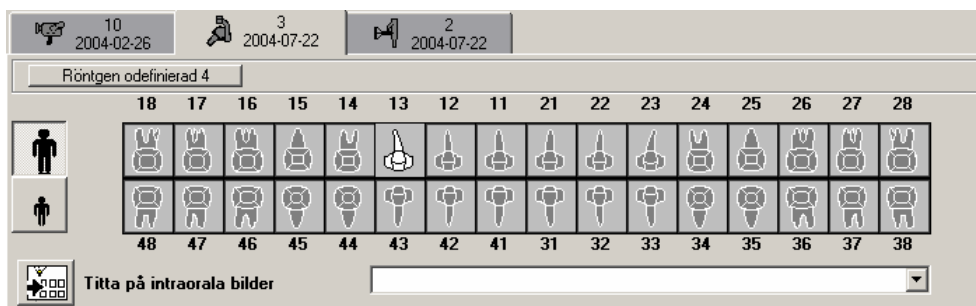 10
2004-02-26
3
2004-07-22
2
2004-07-22
Röntgen odefinierad 4
18 17 16 15 14 13 12 11 21 22 23 24 25 26 27 28
48 47 46 45 44 43 42 41 31 32 33 34 35 36 37 38
Titta på intraorala bilder